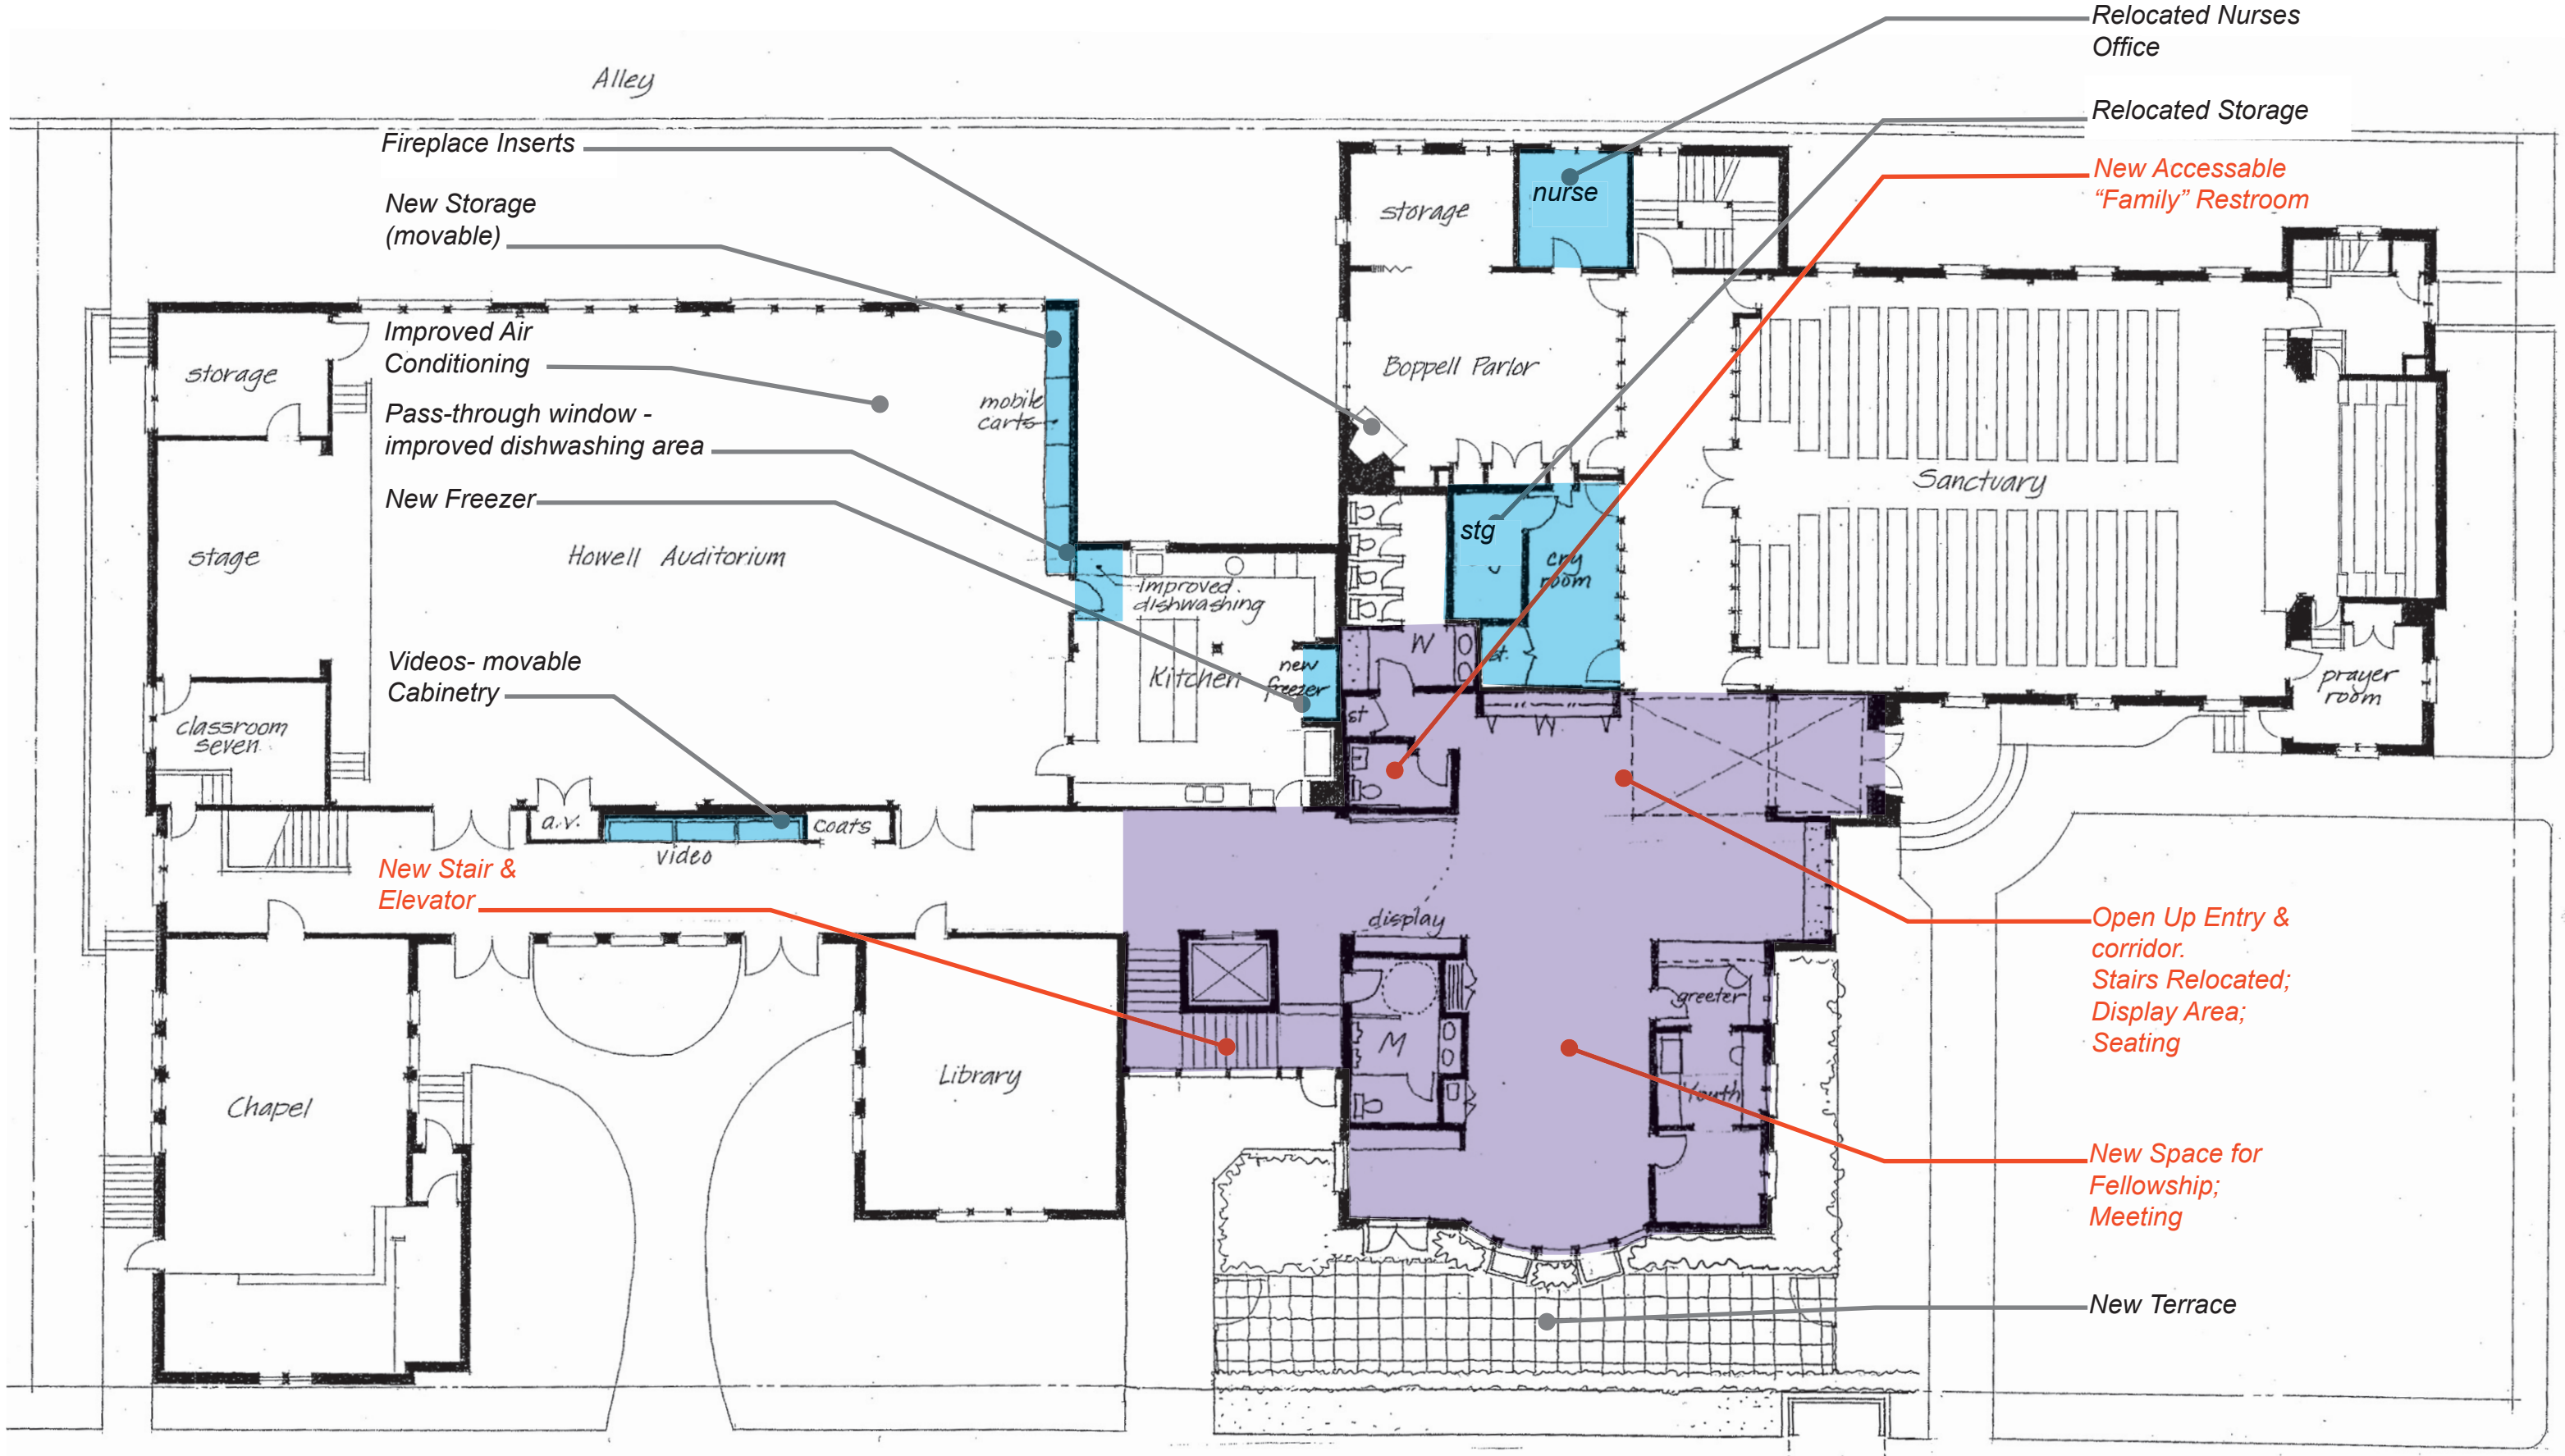 Alley
Relocated Nurses
Office
Relocated Storage
New Accessable
“Family” Restroom
Fireplace Inserts
New Storage
(movable)
Improved Air
Conditioning
Pass-through window -
improved dishwashing area
New Freezer
Videos- movable
Cabinetry
New Stair &
Elevator
Open Up Entry &
corridor.
Stairs Relocated;
Display Area;
Seating
New Space for
Fellowship;
Meeting
New Terrace
storage
nurse
storage
Boppell Parlor
mobile
carts
Sanctuary
stage
Howell Auditorium
stg
cry
room
improved
dishwashing
Kitchen
new
freezer
W
st.
st
prayer
room
classroom
seven
a.v.
coats
video
display
greeter
M
Youth
Library
Chapel